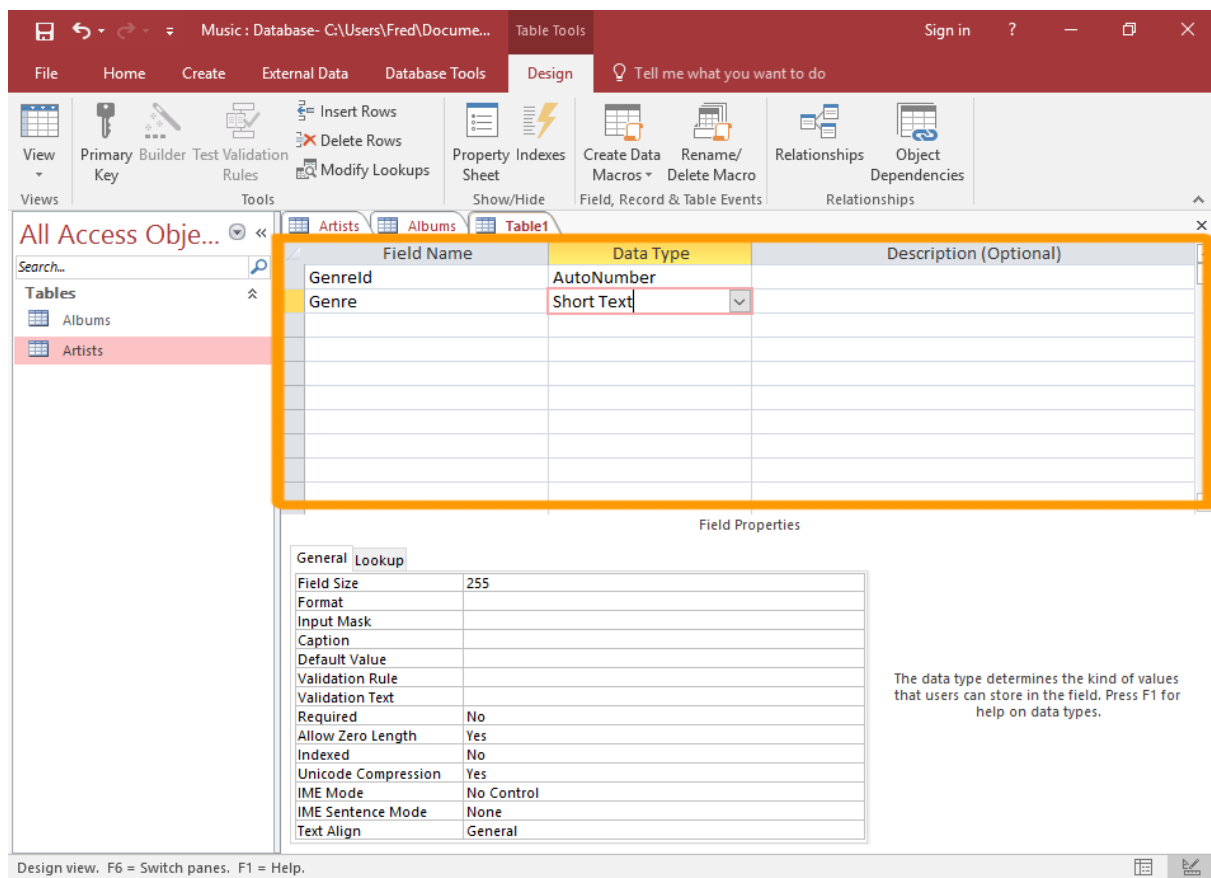 Music : Database- C:\Users\Fred\Docume... Table Tools Sign in ?
File Home Create External Data Database Tools Design Tell me what you want to do
View
Primary Key
Builder
Test Validation Rules
Insert Rows
Delete Rows
Modify Lookups
Property Sheet
Indexes
Create Data Macros
Rename/ Delete Macro
Relationships
Object Dependencies
Views Tools Show/Hide Field, Record & Table Events Relationships
All Access Obje... «
Search...
Tables
Albums
Artists
Artists Albums Table1
Field Name Data Type Description (Optional)
GenreId AutoNumber
Genre Short Text
Field Properties
General Lookup
Field Size 255
Format
Input Mask
Caption
Default Value
Validation Rule
Validation Text
Required No
Allow Zero Length Yes
Indexed No
Unicode Compression Yes
IME Mode No Control
IME Sentence Mode None
Text Align General
The data type determines the kind of values
that users can store in the field. Press F1 for
help on data types.
Design view. F6 = Switch panes. F1 = Help.